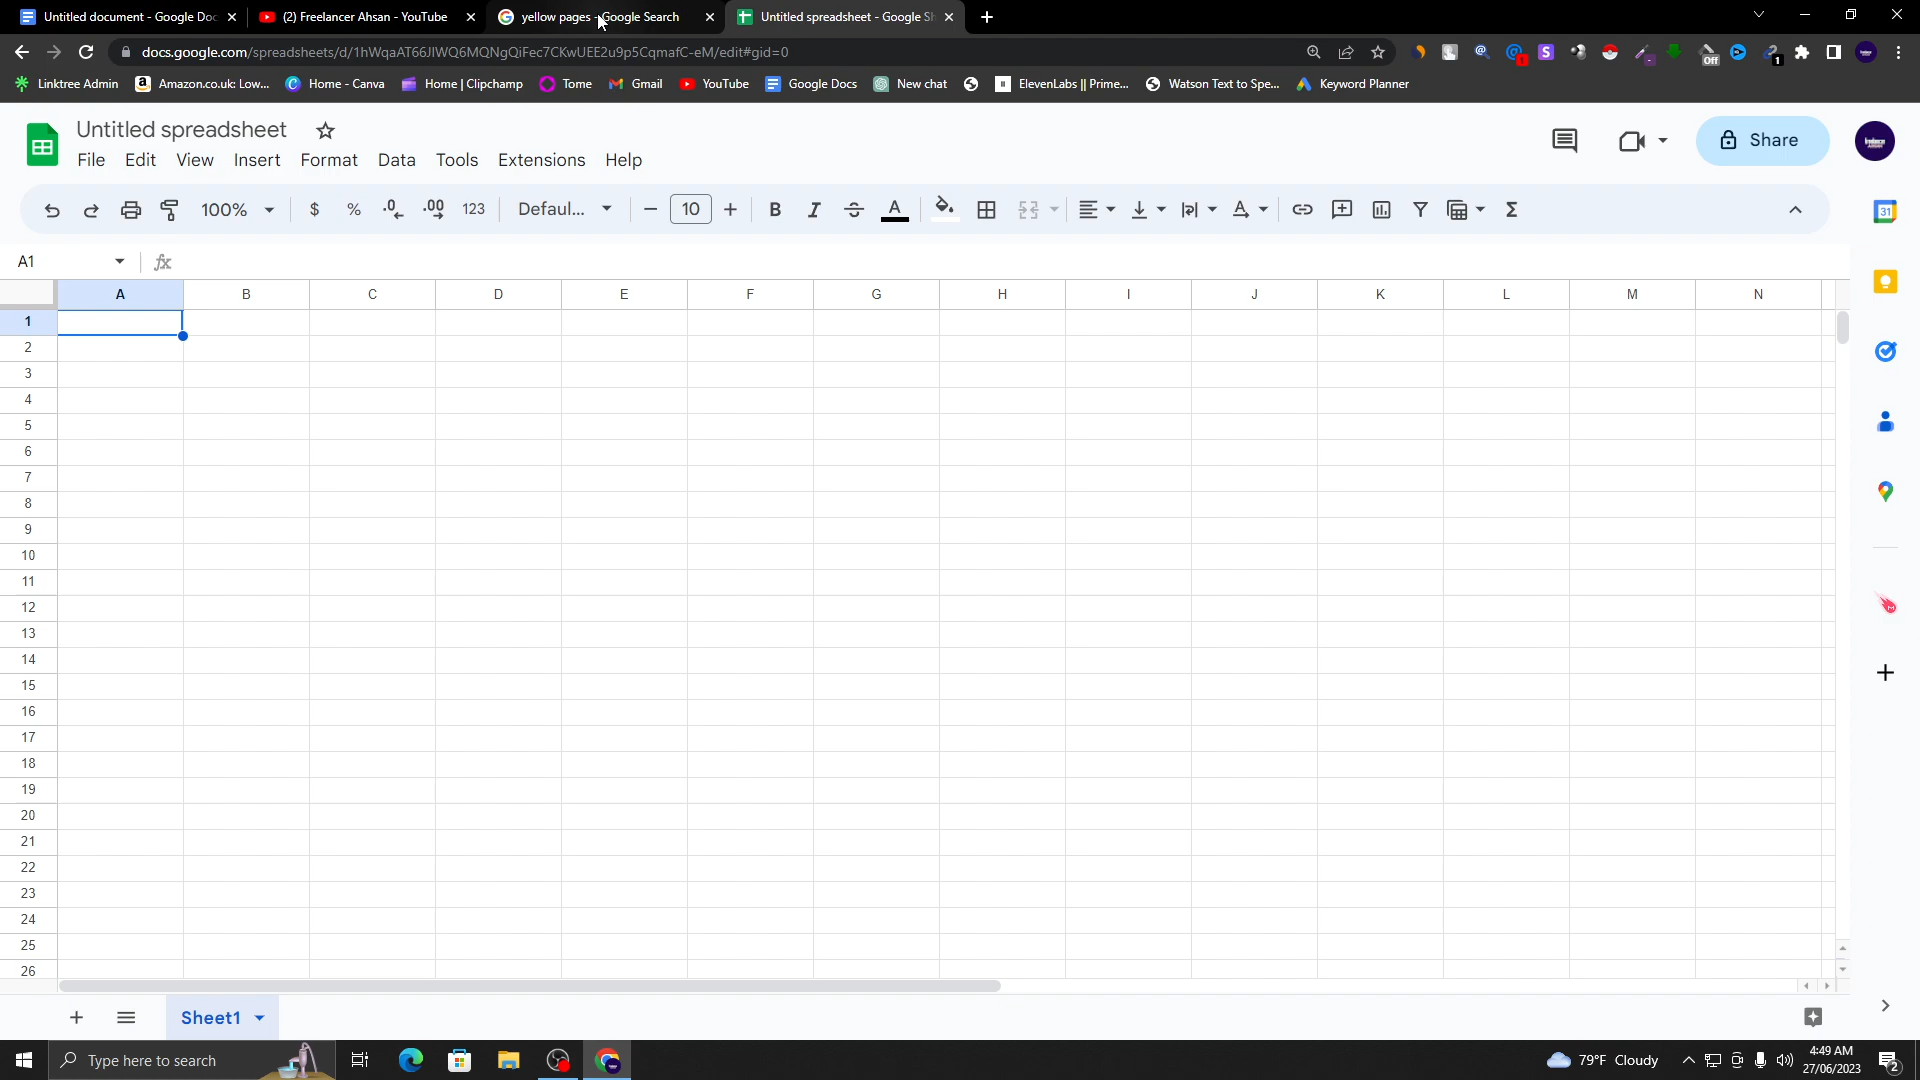 Untitled document - Google Doc
(2) Freelancer Ahsan - YouTube
yellow pages - Google Search
Untitled spreadsheet - Google Sh
docs.google.com/spreadsheets/d/1hWqaAT66JlWQ6MQNgQiFec7CKwUEE2u9p5CqmafC-eM/edit#gid=0
Linktree Admin
Amazon.co.uk: Low...
Home - Canva
Home | Clipchamp
Tome
Gmail
YouTube
Google Docs
New chat
ElevenLabs || Prime...
Watson Text to Spe...
Keyword Planner
Off
1
Untitled spreadsheet
File Edit View Insert Format Data Tools Extensions Help
Share
100% $ % .0 .00 123 Defaul... 10 B I S A Σ
A1 fx
A B C D E F G H I J K L M N
1
2
3
4
5
6
7
8
9
10
11
12
13
14
15
16
17
18
19
20
21
22
23
24
25
26
31
Sheet1
Type here to search
79°F Cloudy
4:49 AM
27/06/2023
2